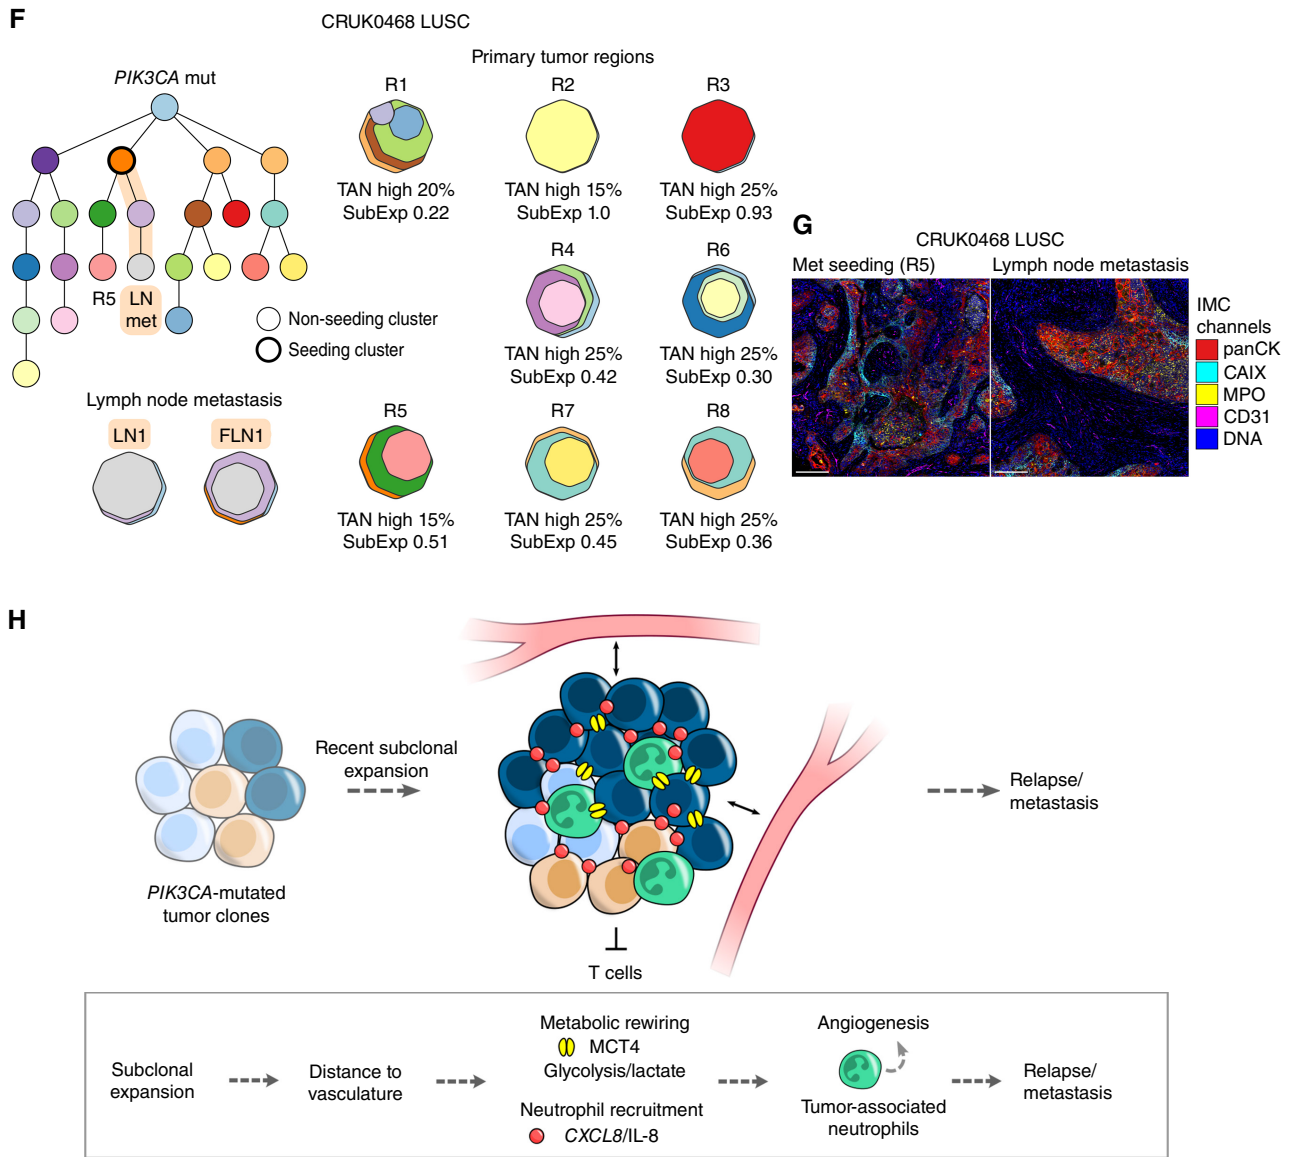 F
CRUK0468 LUSC
PIK3CA mut
R5
LN
met
Non-seeding cluster
Seeding cluster
Lymph node metastasis
LN1
FLN1
Primary tumor regions
R1
TAN high 20%
SubExp 0.22
R2
TAN high 15%
SubExp 1.0
R3
TAN high 25%
SubExp 0.93
R4
TAN high 25%
SubExp 0.42
R6
TAN high 25%
SubExp 0.30
R5
TAN high 15%
SubExp 0.51
R7
TAN high 25%
SubExp 0.45
R8
TAN high 25%
SubExp 0.36
G
CRUK0468 LUSC
Met seeding (R5)
Lymph node metastasis
IMC
channels
panCK
CAIX
MPO
CD31
DNA
H
PIK3CA-mutated
tumor clones
Recent subclonal
expansion
T cells
Relapse/
metastasis
Subclonal
expansion
Distance to
vasculature
Metabolic rewiring
MCT4
Glycolysis/lactate
Neutrophil recruitment
CXCL8/IL-8
Angiogenesis
Tumor-associated
neutrophils
Relapse/
metastasis